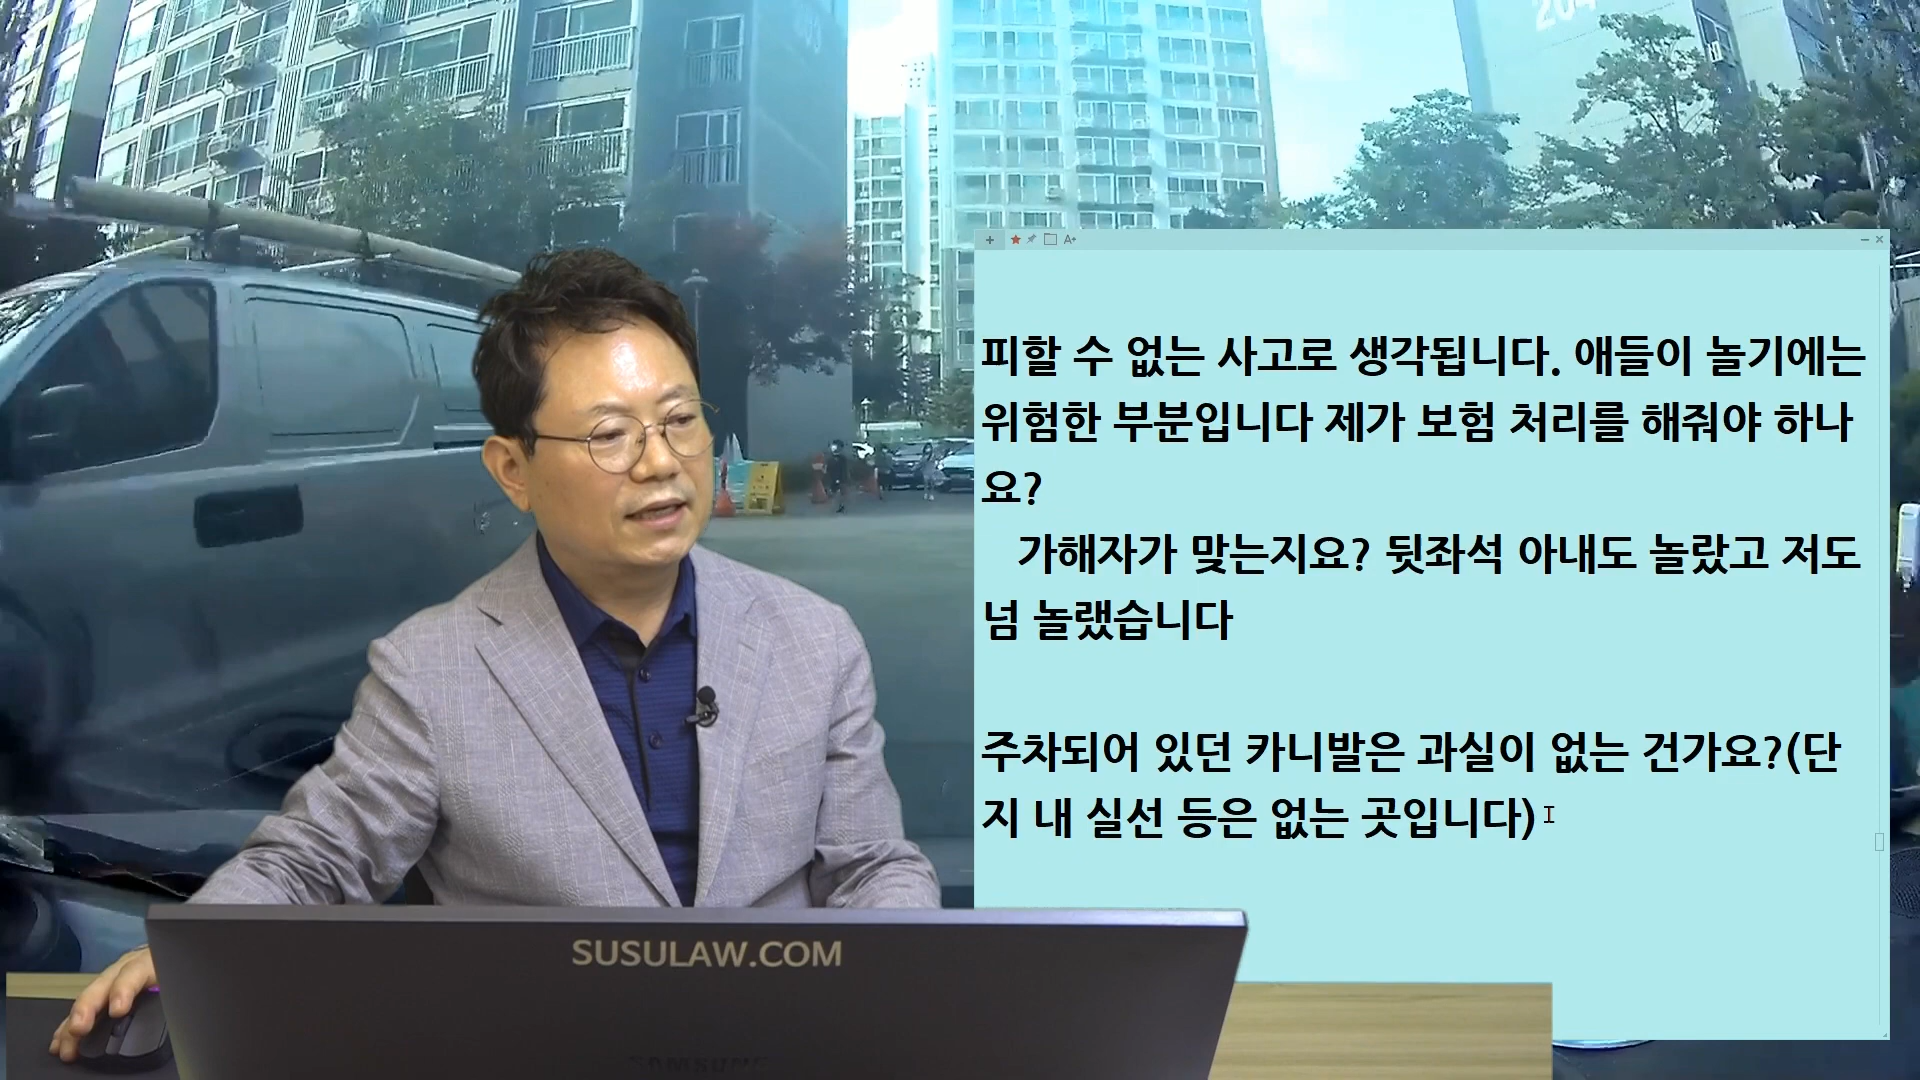 204
A+
피할 수 없는 사고로 생각됩니다. 애들이 놀기에는
위험한 부분입니다 제가 보험 처리를 해줘야 하나
요?
가해자가 맞는지요? 뒷좌석 아내도 놀랐고 저도
넘 놀랬습니다
주차되어 있던 카니발은 과실이 없는 건가요?(단
지 내 실선 등은 없는 곳입니다)
SUSULAW.COM
SAMSUNG